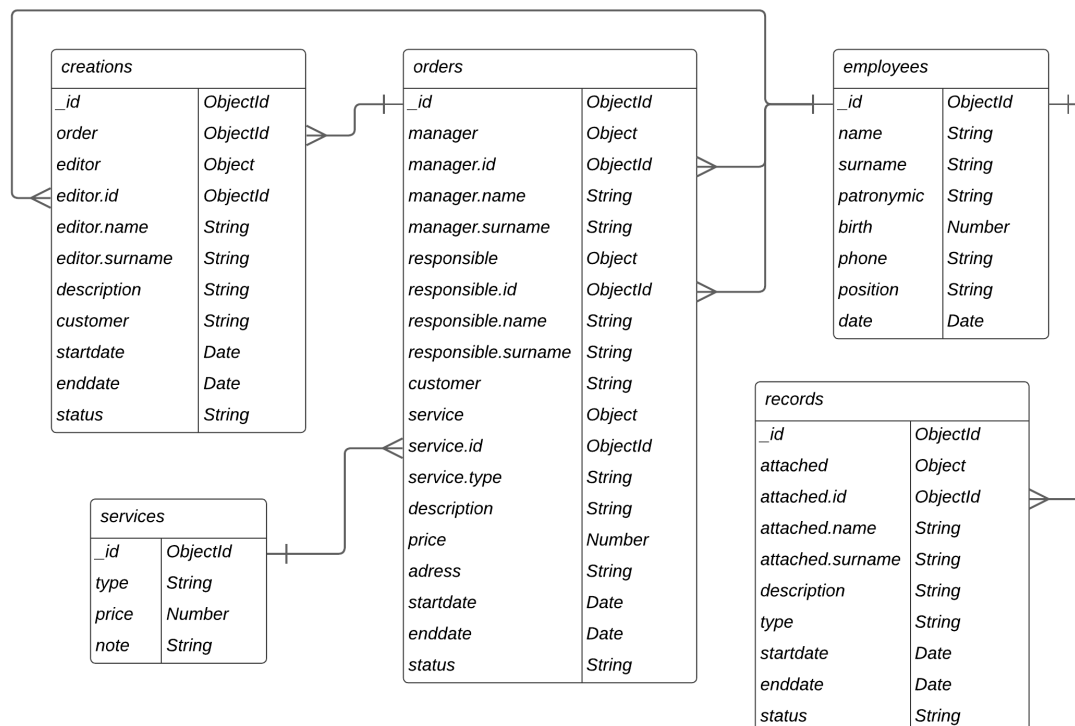 creations
_id ObjectId
order ObjectId
editor Object
editor.id ObjectId
editor.name String
editor.surname String
description String
customer String
startdate Date
enddate Date
status String
orders
_id ObjectId
manager Object
manager.id ObjectId
manager.name String
manager.surname String
responsible Object
responsible.id ObjectId
responsible.name String
responsible.surname String
customer String
service Object
service.id ObjectId
service.type String
description String
price Number
adress String
startdate Date
enddate Date
status String
employees
_id ObjectId
name String
surname String
patronymic String
birth Number
phone String
position String
date Date
services
_id ObjectId
type String
price Number
note String
records
_id ObjectId
attached Object
attached.id ObjectId
attached.name String
attached.surname String
description String
type String
startdate Date
enddate Date
status String